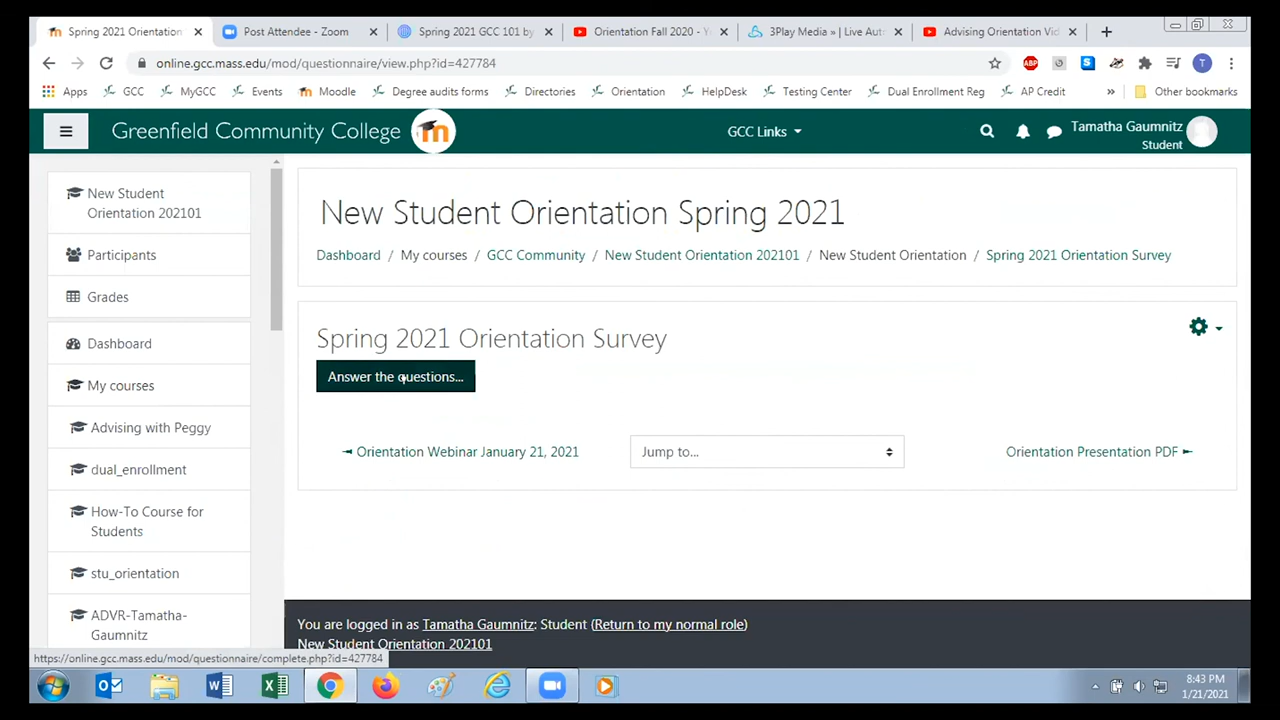 Spring 2021 Orientation
Post Attendee - Zoom
Spring 2021 GCC 101 by
Orientation Fall 2020 - Yo
3Play Media » | Live Aut
Advising Orientation Vid
online.gcc.mass.edu/mod/questionnaire/view.php?id=427784
ABP
S
T
Apps
GCC
MyGCC
Events
Moodle
Degree audits forms
Directories
Orientation
HelpDesk
Testing Center
Dual Enrollment Reg
AP Credit
»
Other bookmarks
Greenfield Community College
GCC Links
Tamatha Gaumnitz
Student
New Student
Orientation 202101
Participants
Grades
Dashboard
My courses
Advising with Peggy
dual_enrollment
How-To Course for
Students
stu_orientation
ADVR-Tamatha-
Gaumnitz
New Student Orientation Spring 2021
Dashboard / My courses / GCC Community / New Student Orientation 202101 / New Student Orientation / Spring 2021 Orientation Survey
Spring 2021 Orientation Survey
Answer the questions...
◄ Orientation Webinar January 21, 2021
Jump to...
Orientation Presentation PDF ►
You are logged in as Tamatha Gaumnitz: Student (Return to my normal role)
New Student Orientation 202101
https://online.gcc.mass.edu/mod/questionnaire/complete.php?id=427784
8:43 PM
1/21/2021